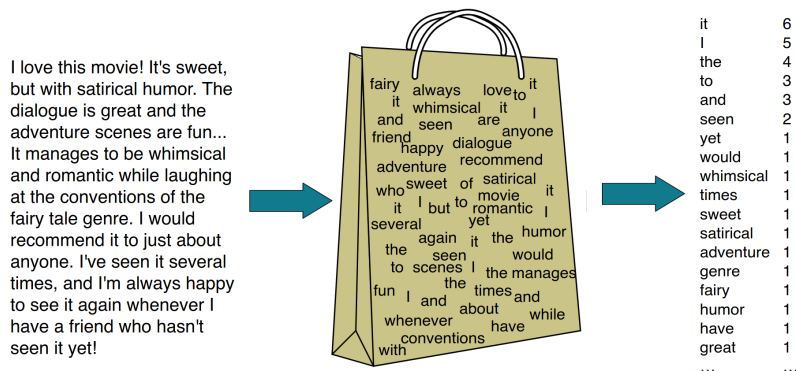 I love this movie! It's sweet,
but with satirical humor. The
dialogue is great and the
adventure scenes are fun...
It manages to be whimsical
and romantic while laughing
at the conventions of the
fairy tale genre. I would
recommend it to just about
anyone. I've seen it several
times, and I'm always happy
to see it again whenever I
have a friend who hasn't
seen it yet!
fairy always love to it
it whimsical it I
and seen are anyone
friend happy dialogue
adventure recommend
who sweet of satirical it
it I but to movie romantic I
several yet
again it the humor
the seen would
to scenes I the manages
fun I and the times and
about while
whenever have
conventions
with
it 6
I 5
the 4
to 3
and 3
seen 2
yet 1
would 1
whimsical 1
times 1
sweet 1
satirical 1
adventure 1
genre 1
fairy 1
humor 1
have 1
great 1
... ...